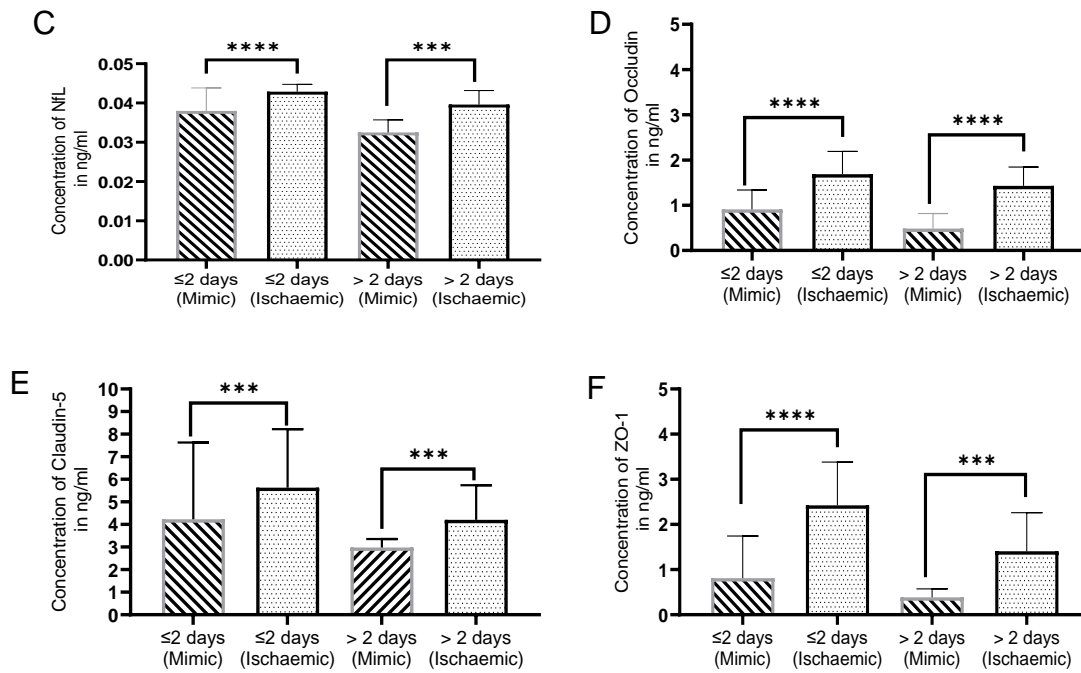 C
Concentration of NfL
in ng/ml
0.05
0.04
0.03
0.02
0.01
0.00
****
***
≤2 days
(Mimic)
≤2 days
(Ischaemic)
> 2 days
(Mimic)
> 2 days
(Ischaemic)
D
Concentration of Occludin
in ng/ml
5
4
3
2
1
0
****
****
≤2 days
(Mimic)
≤2 days
(Ischaemic)
> 2 days
(Mimic)
> 2 days
(Ischaemic)
E
Concentration of Claudin-5
in ng/ml
10
9
8
7
6
5
4
3
2
1
0
***
***
≤2 days
(Mimic)
≤2 days
(Ischaemic)
> 2 days
(Mimic)
> 2 days
(Ischaemic)
F
Concentration of ZO-1
in ng/ml
5
4
3
2
1
0
****
***
≤2 days
(Mimic)
≤2 days
(Ischaemic)
> 2 days
(Mimic)
> 2 days
(Ischaemic)